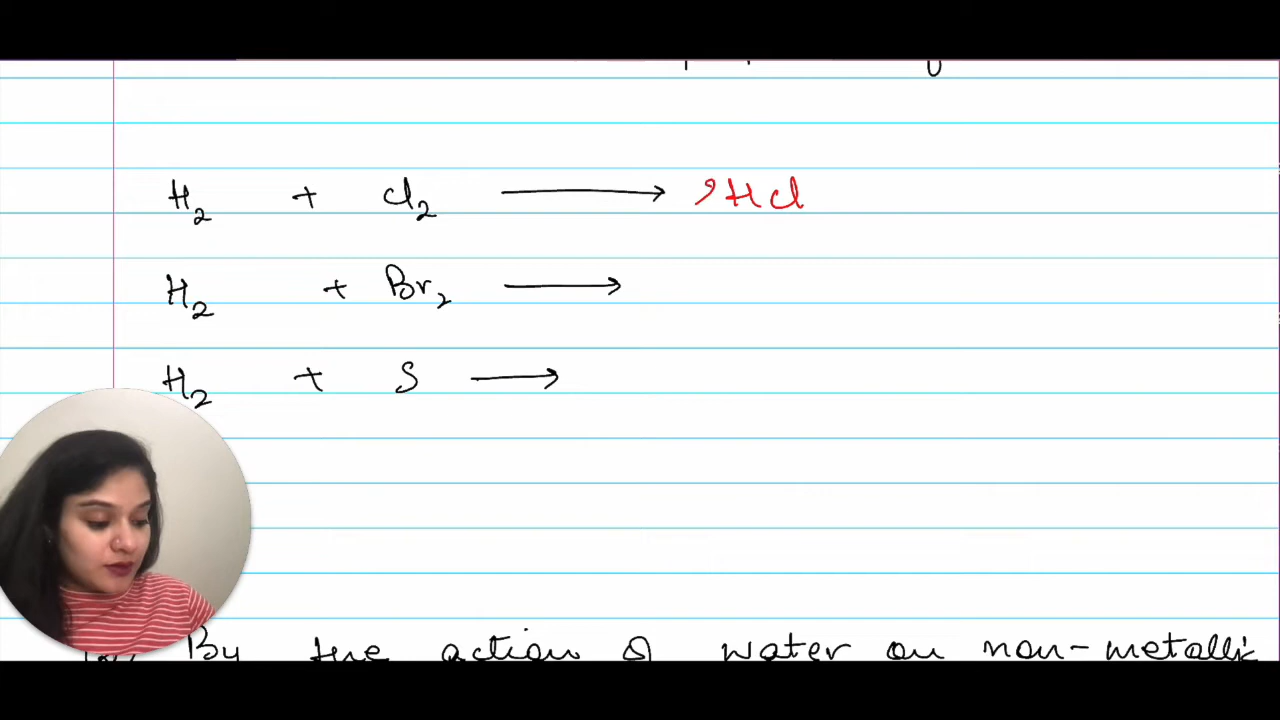 H₂ + Cl₂ ⟶ 2HCl
H₂ + Br₂ ⟶
H₂ + S ⟶
By the action of water on non-metallic